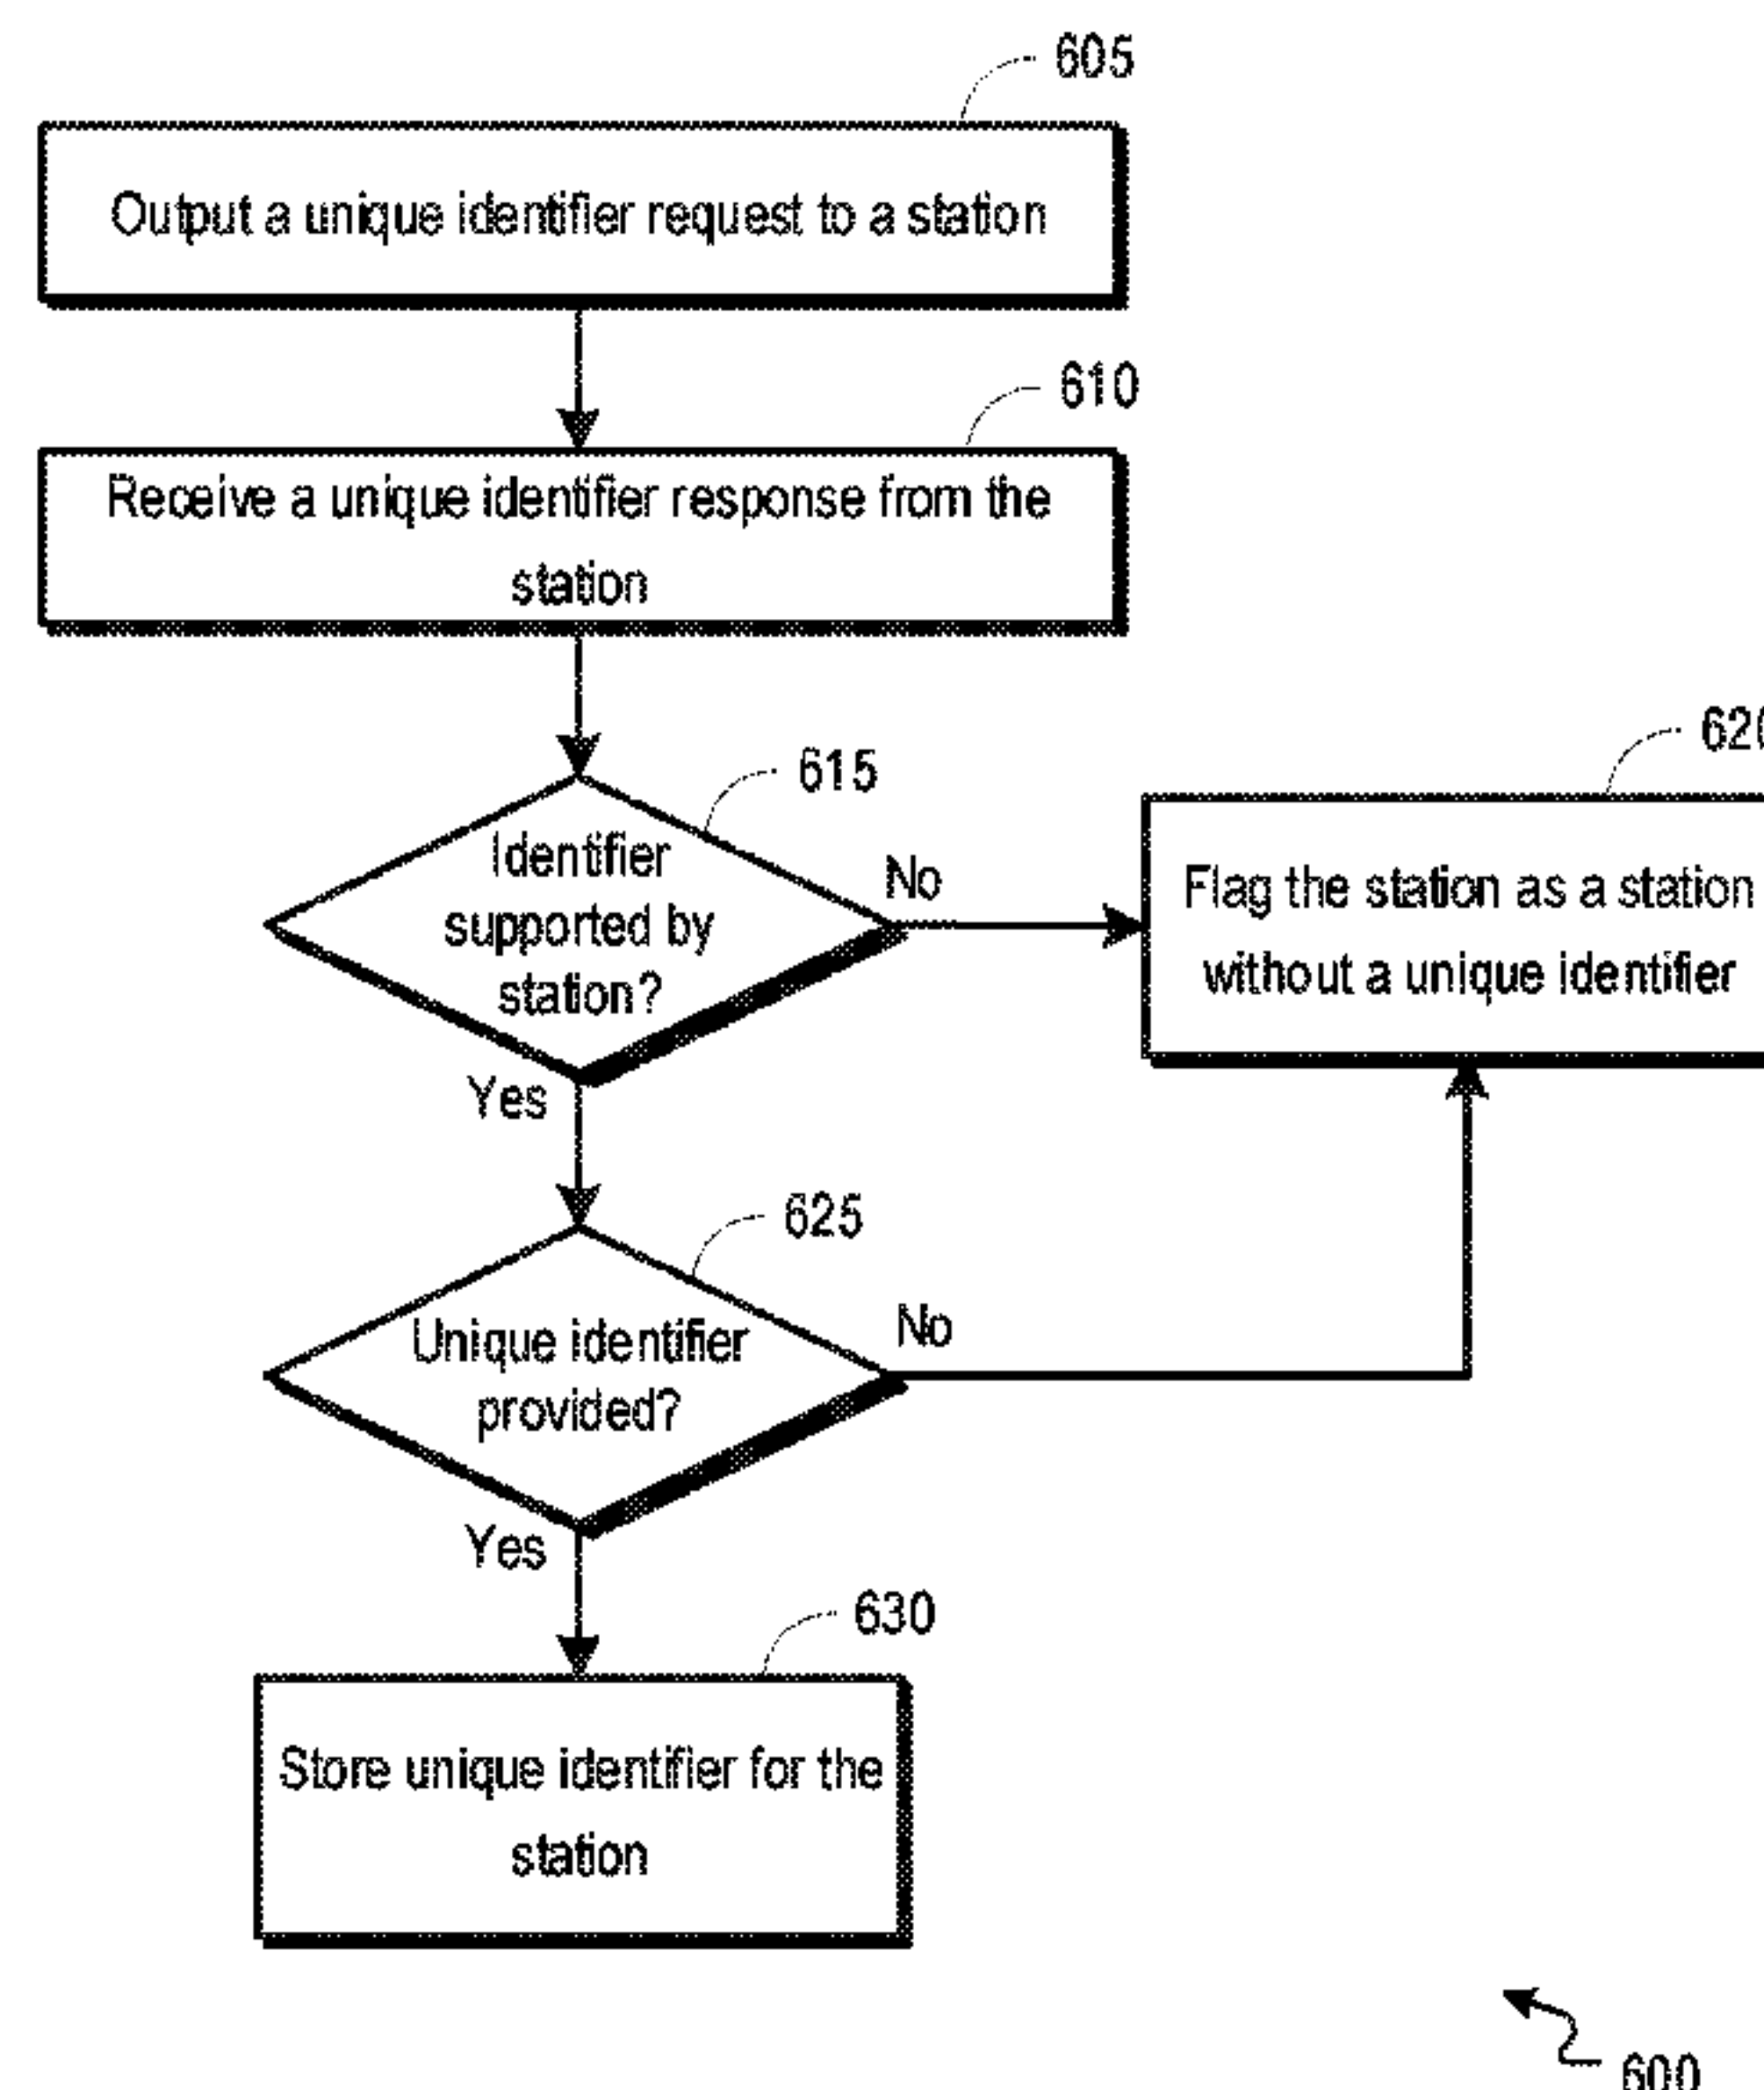 605
Output a unique identifier request to a station
610
Receive a unique identifier response from the
station
615
Identifier
supported by
station?
No
Yes
620
Flag the station as a station
without a unique identifier
625
Unique identifier
provided?
No
Yes
630
Store unique identifier for the
station
600